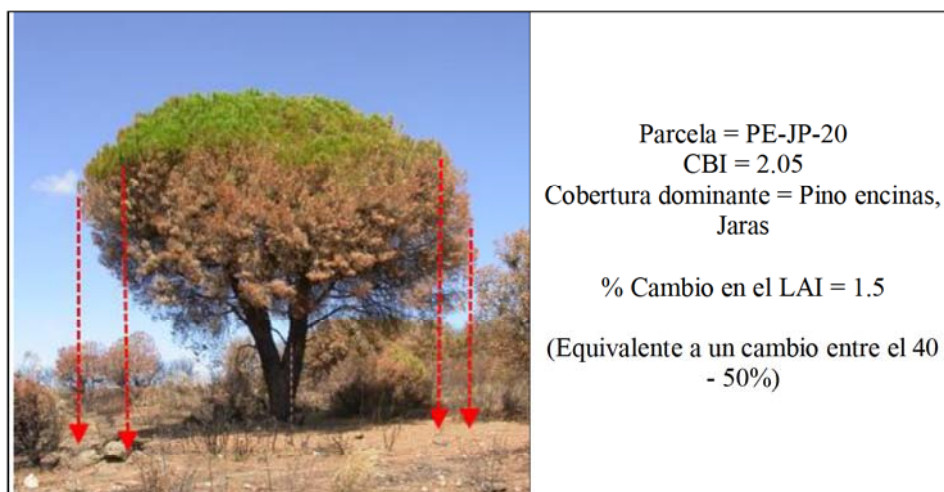 Parcela = PE-JP-20
CBI = 2.05
Cobertura dominante = Pino encinas,
Jaras
% Cambio en el LAI = 1.5
(Equivalente a un cambio entre el 40
- 50%)